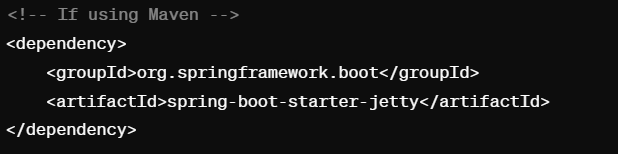 <!-- If using Maven -->
<dependency>
    <groupId>org.springframework.boot</groupId>
    <artifactId>spring-boot-starter-jetty</artifactId>
</dependency>